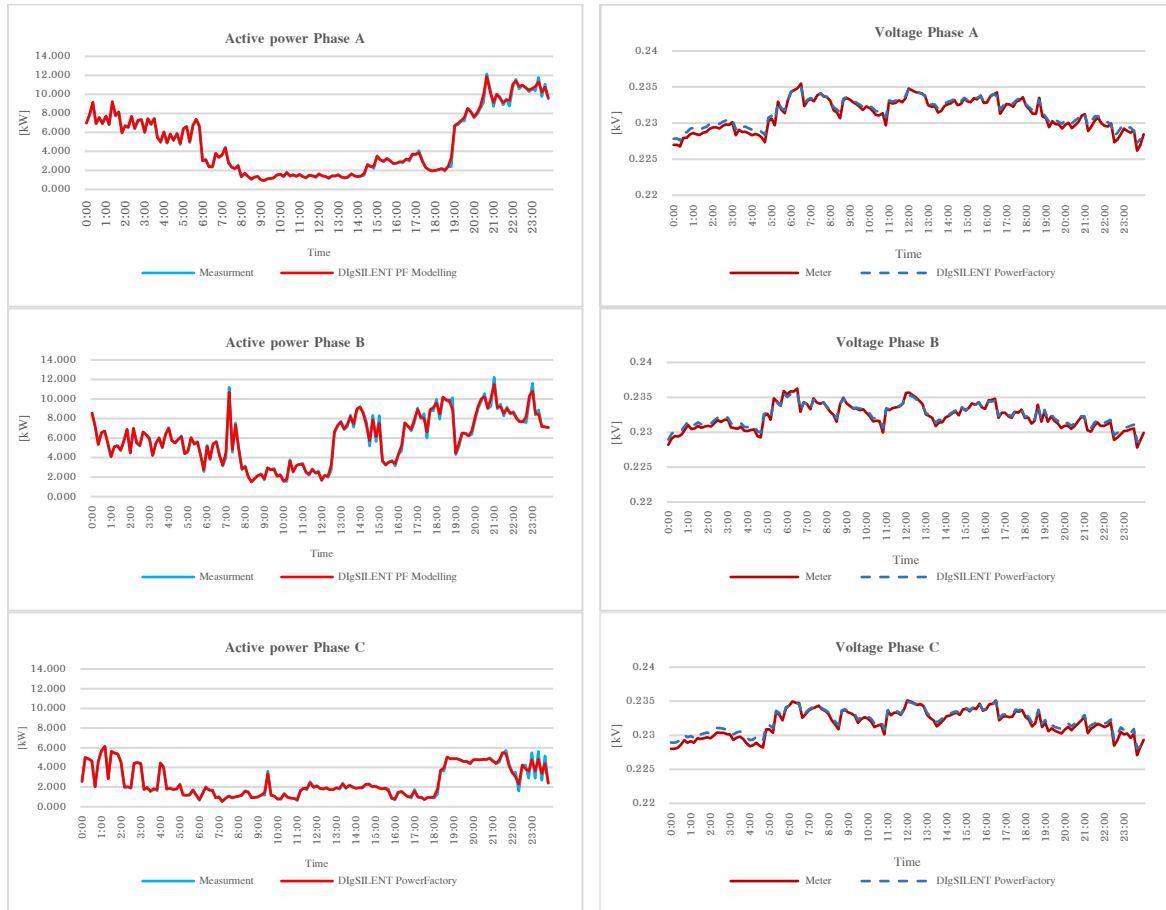 Active power Phase A
14.000
12.000
10.000
8.000
6.000
4.000
2.000
0.000
[kW]
0:00 1:00 2:00 3:00 4:00 5:00 6:00 7:00 8:00 9:00 10:00 11:00 12:00 13:00 14:00 15:00 16:00 17:00 18:00 19:00 20:00 21:00 22:00 23:00
Time
Measurment DIgSILENT PF Modelling
Voltage Phase A
0.24
0.235
0.23
0.225
0.22
[kV]
0:00 1:00 2:00 3:00 4:00 5:00 6:00 7:00 8:00 9:00 10:00 11:00 12:00 13:00 14:00 15:00 16:00 17:00 18:00 19:00 20:00 21:00 22:00 23:00
Time
Meter DIgSILENT PowerFactory
Active power Phase B
14.000
12.000
10.000
8.000
6.000
4.000
2.000
0.000
[kW]
0:00 1:00 2:00 3:00 4:00 5:00 6:00 7:00 8:00 9:00 10:00 11:00 12:00 13:00 14:00 15:00 16:00 17:00 18:00 19:00 20:00 21:00 22:00 23:00
Time
Measurment DIgSILENT PF Modelling
Voltage Phase B
0.24
0.235
0.23
0.225
0.22
[kV]
0:00 1:00 2:00 3:00 4:00 5:00 6:00 7:00 8:00 9:00 10:00 11:00 12:00 13:00 14:00 15:00 16:00 17:00 18:00 19:00 20:00 21:00 22:00 23:00
Time
Meter DIgSILENT PowerFactory
Active power Phase C
14.000
12.000
10.000
8.000
6.000
4.000
2.000
0.000
[kW]
0:00 1:00 2:00 3:00 4:00 5:00 6:00 7:00 8:00 9:00 10:00 11:00 12:00 13:00 14:00 15:00 16:00 17:00 18:00 19:00 20:00 21:00 22:00 23:00
Time
Measurment DIgSILENT PowerFactory
Voltage Phase C
0.24
0.235
0.23
0.225
0.22
[kV]
0:00 1:00 2:00 3:00 4:00 5:00 6:00 7:00 8:00 9:00 10:00 11:00 12:00 13:00 14:00 15:00 16:00 17:00 18:00 19:00 20:00 21:00 22:00 23:00
Time
Meter DIgSILENT PowerFactory